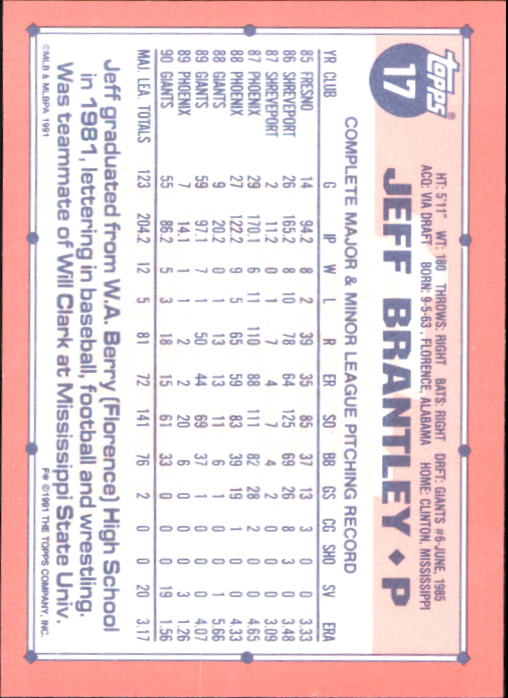 Topps®
17
HT: 5'11" WT: 180 THROWS: RIGHT BATS: RIGHT DRFT: GIANTS #6-JUNE, 1985
ACQ: VIA DRAFT BORN: 9-5-63, FLORENCE, ALABAMA HOME: CLINTON, MISSISSIPPI
JEFF BRANTLEY ◆ P
COMPLETE MAJOR & MINOR LEAGUE PITCHING RECORD
YR CLUB G IP W L R ER SO BB GS CG SHO SV ERA
85 FRESNO 14 94.2 8 2 39 35 85 37 13 3 0 0 3.33
86 SHREVEPORT 26 165.2 8 10 78 64 125 69 26 8 3 0 3.48
87 SHREVEPORT 2 11.2 0 1 7 4 7 4 2 0 0 0 3.09
87 PHOENIX 29 170.1 6 11 110 88 111 82 28 2 0 0 4.65
88 PHOENIX 27 122.2 9 5 65 59 83 39 19 1 0 0 4.33
88 GIANTS 9 20.2 0 1 13 13 11 6 1 0 0 1 5.66
89 GIANTS 59 97.1 7 1 50 44 69 37 1 0 0 0 4.07
89 PHOENIX 7 14.1 1 1 2 2 20 6 0 0 0 3 1.26
90 GIANTS 55 86.2 5 3 18 15 61 33 0 0 0 19 1.56
MAJ. LEA. TOTALS 123 204.2 12 5 81 72 141 76 2 0 0 20 3.17
Jeff graduated from W.A. Berry (Florence) High School
in 1981, lettering in baseball, football and wrestling.
Was teammate of Will Clark at Mississippi State Univ.
©MLB & MLBPA 1991
F* ©1991 THE TOPPS COMPANY, INC.